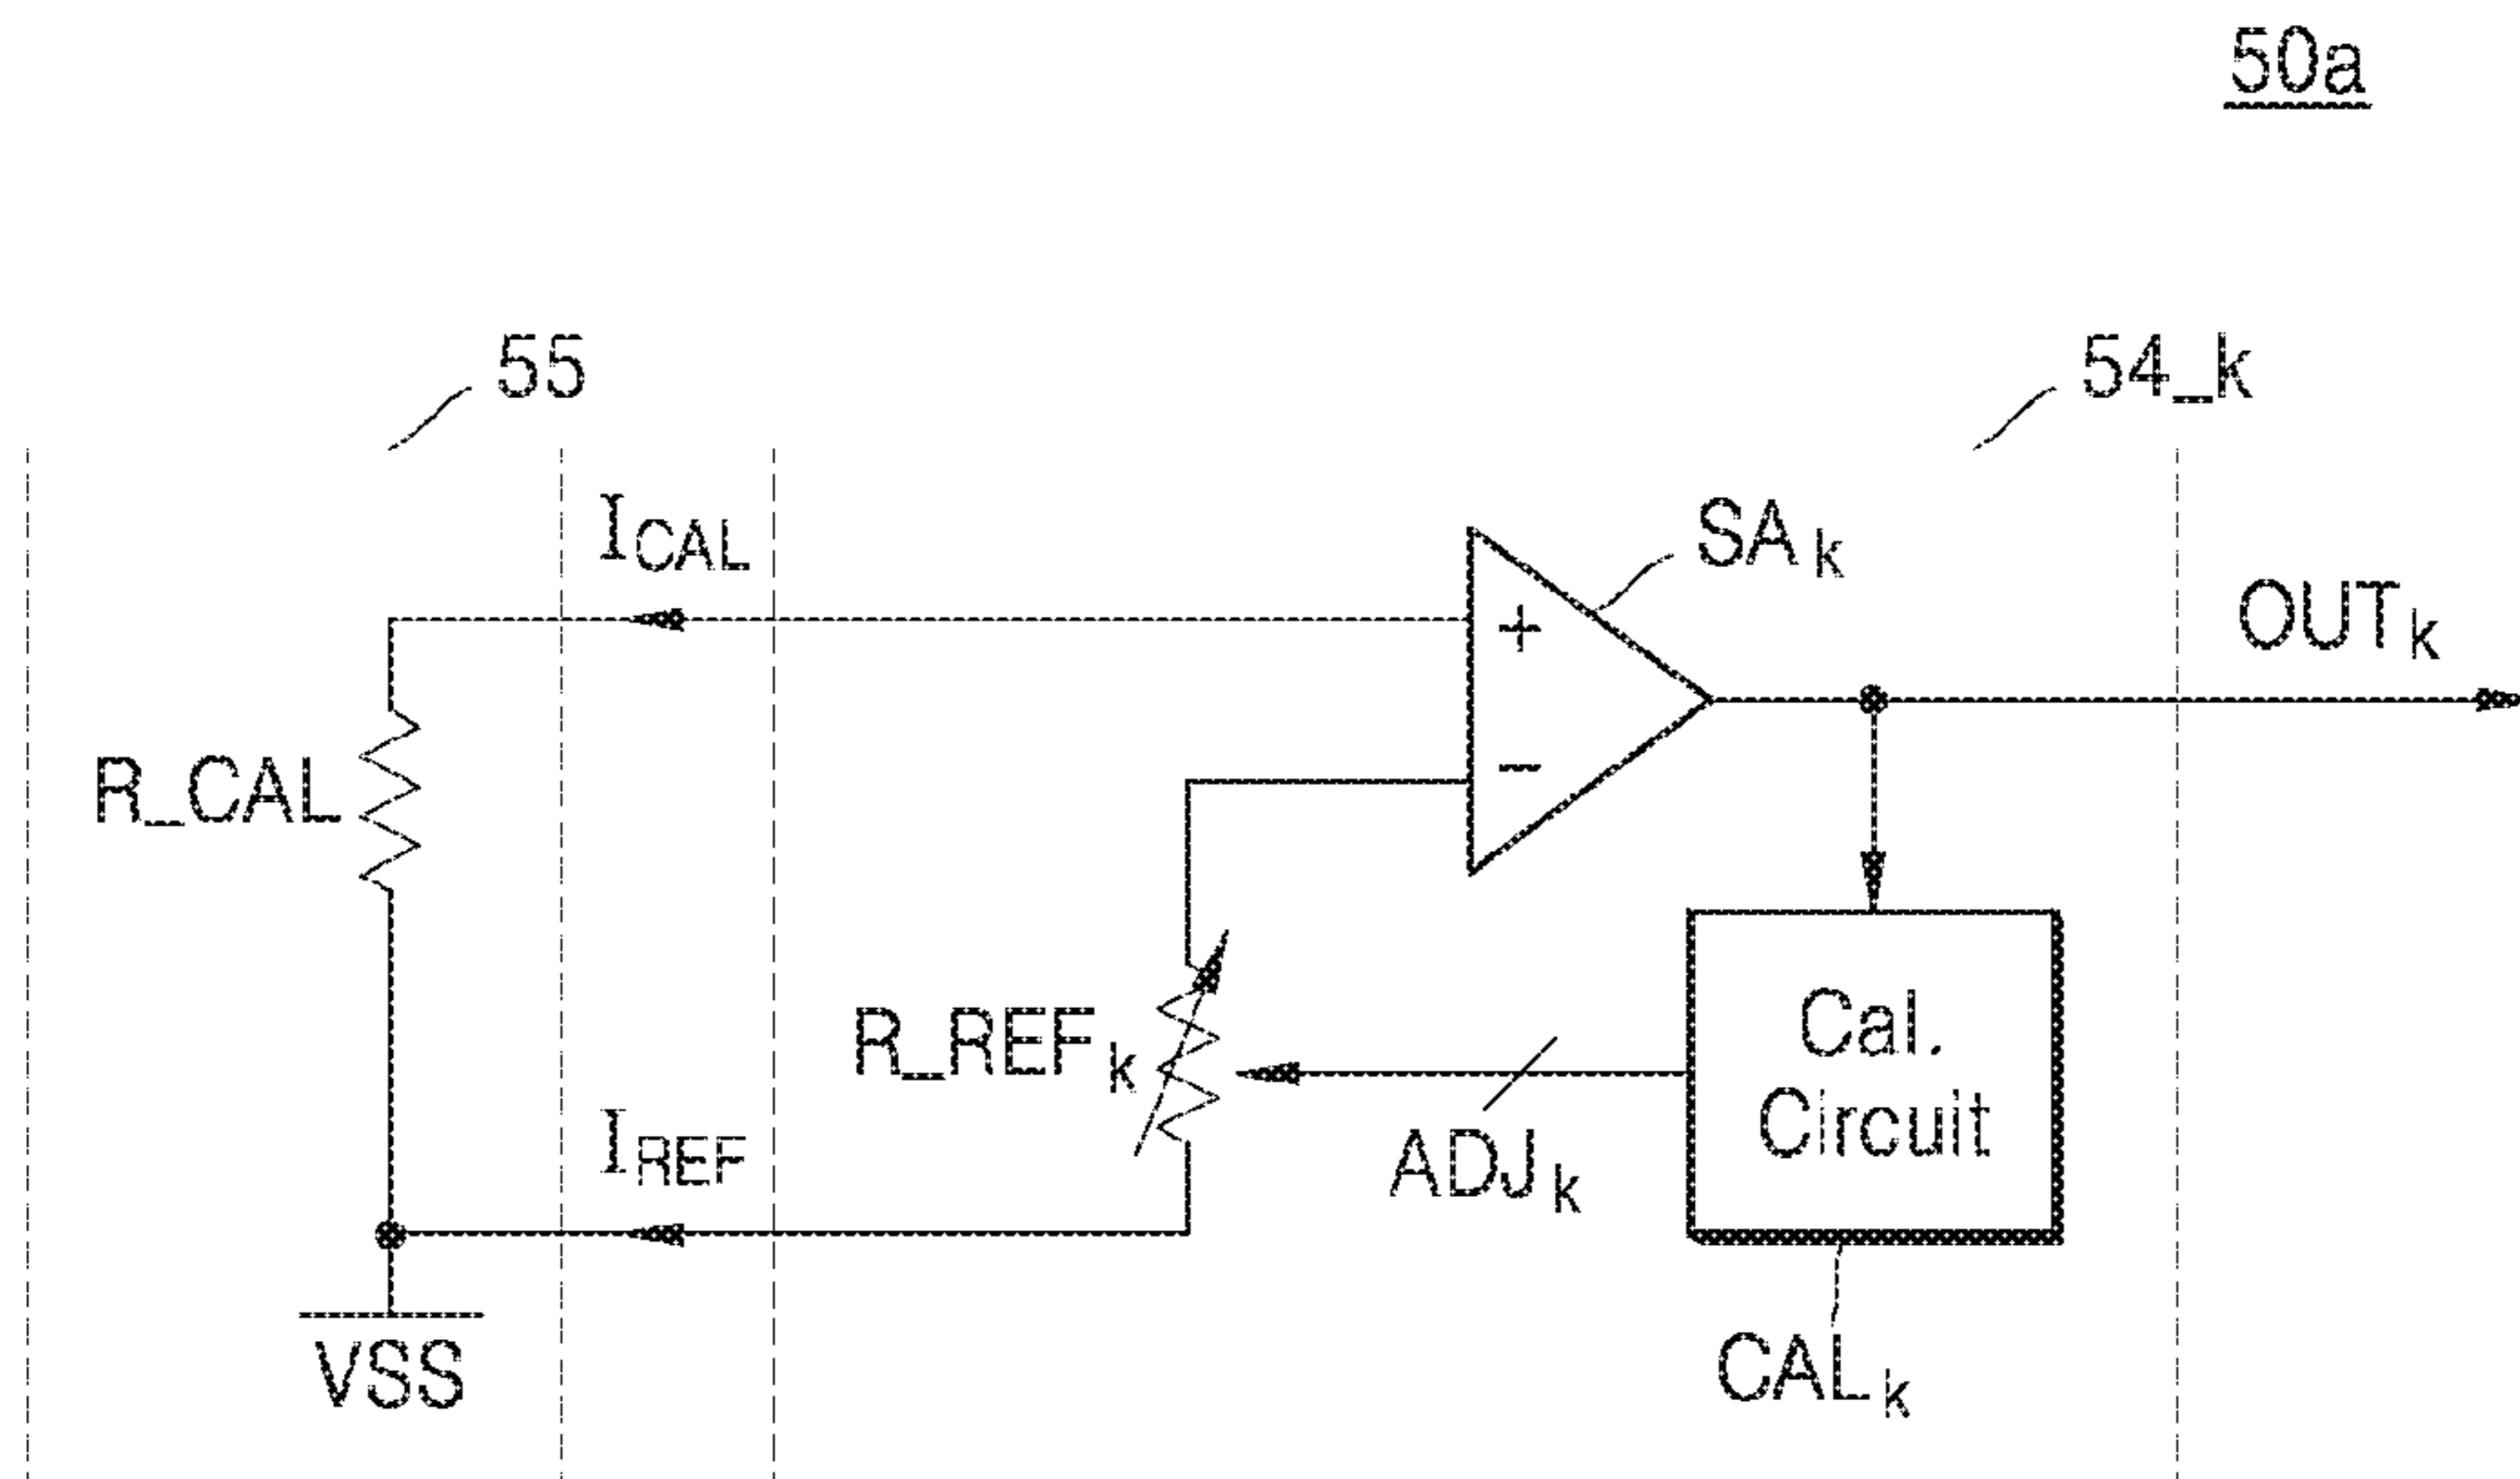 50a
55
54_k
I_CAL
SA_k
OUT_k
+
−
R_CAL
Cal.
Circuit
R_REF_k
I_REF
ADJ_k
VSS
CAL_k